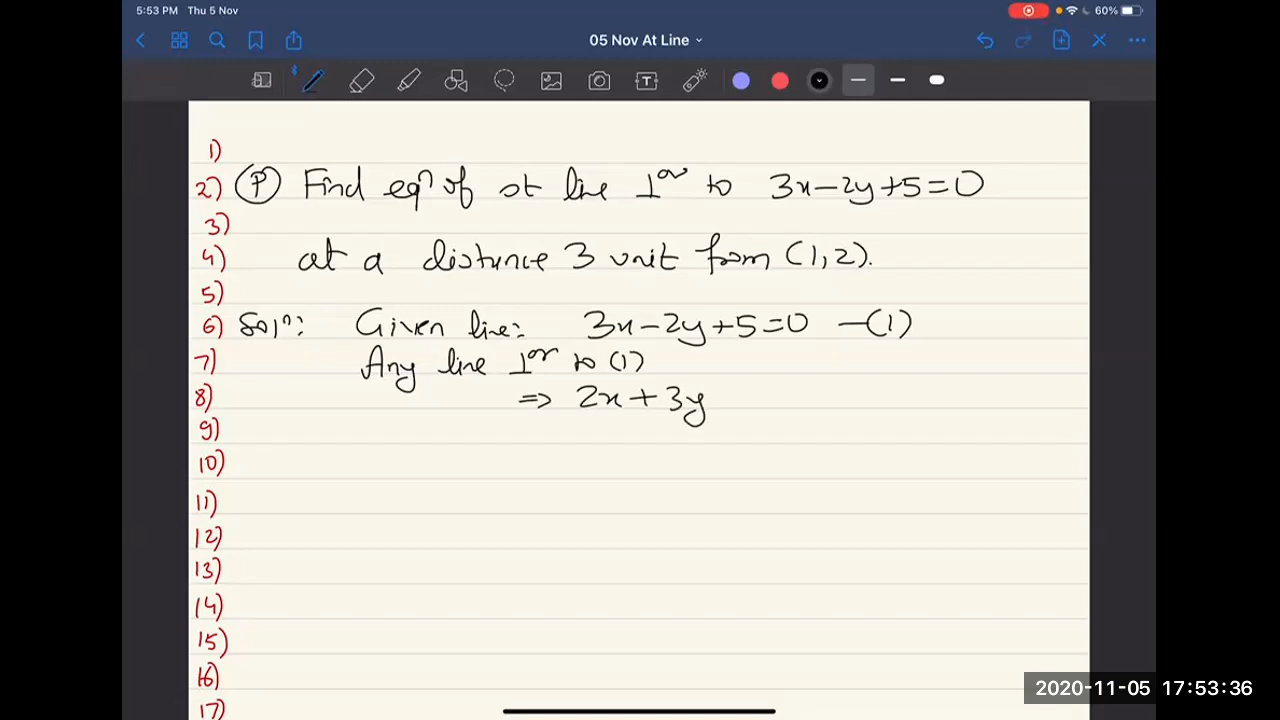 5:53 PM Thu 5 Nov 60%
05 Nov At Line
T
1)
2) (P) Find eqⁿ of st line ⊥ᵒʳ to 3x-2y+5=0
3)
4) at a distance 3 unit from (1,2).
5)
6) Solⁿ: Given line: 3x-2y+5=0 -(1)
7) Any line ⊥ᵒʳ to (1)
8) ⇒ 2x+3y
9)
10)
11)
12)
13)
14)
15)
16)
17)
2020-11-05 17:53:36